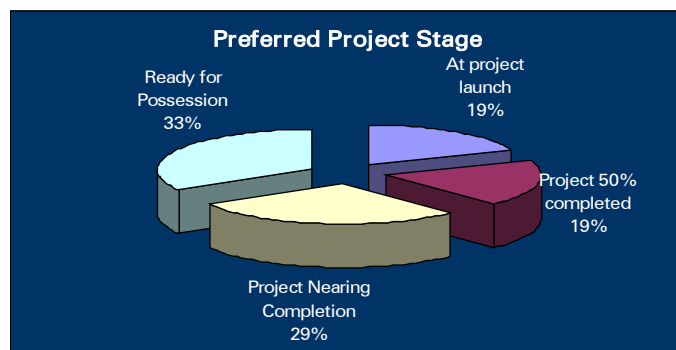 Preferred Project Stage
At project
launch
19%
Project 50%
completed
19%
Project Nearing
Completion
29%
Ready for
Possession
33%